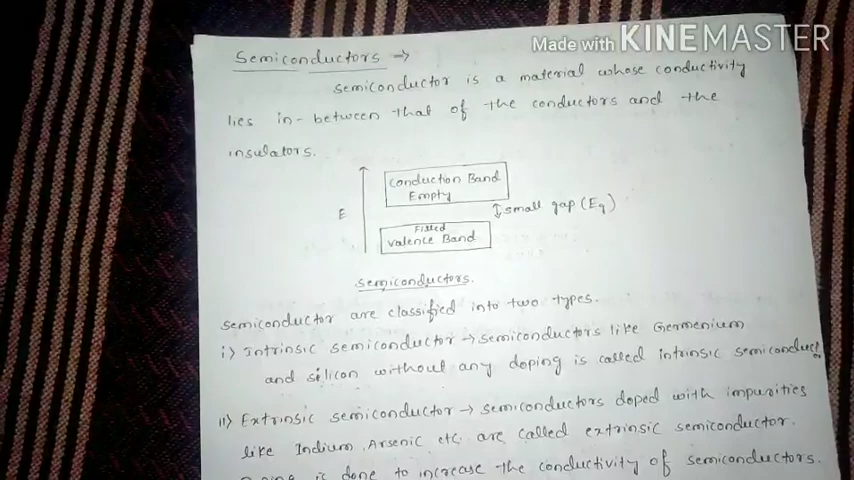 Made with KINEMASTER
Semiconductors →
semiconductor is a material whose conductivity
lies in-between that of the conductors and the
insulators.
E
Conduction Band
Empty
small gap (Eg)
Filled
Valence Band
semiconductors.
semiconductor are classified into two types.
i) Intrinsic semiconductor → semiconductors like Germenium
and silicon without any doping is called intrinsic
ii) Extrinsic semiconductor → semiconductors doped with impurities
like Indium, Arsenic etc. are called extrinsic semiconductor.
is done to increase the conductivity of semiconductors.